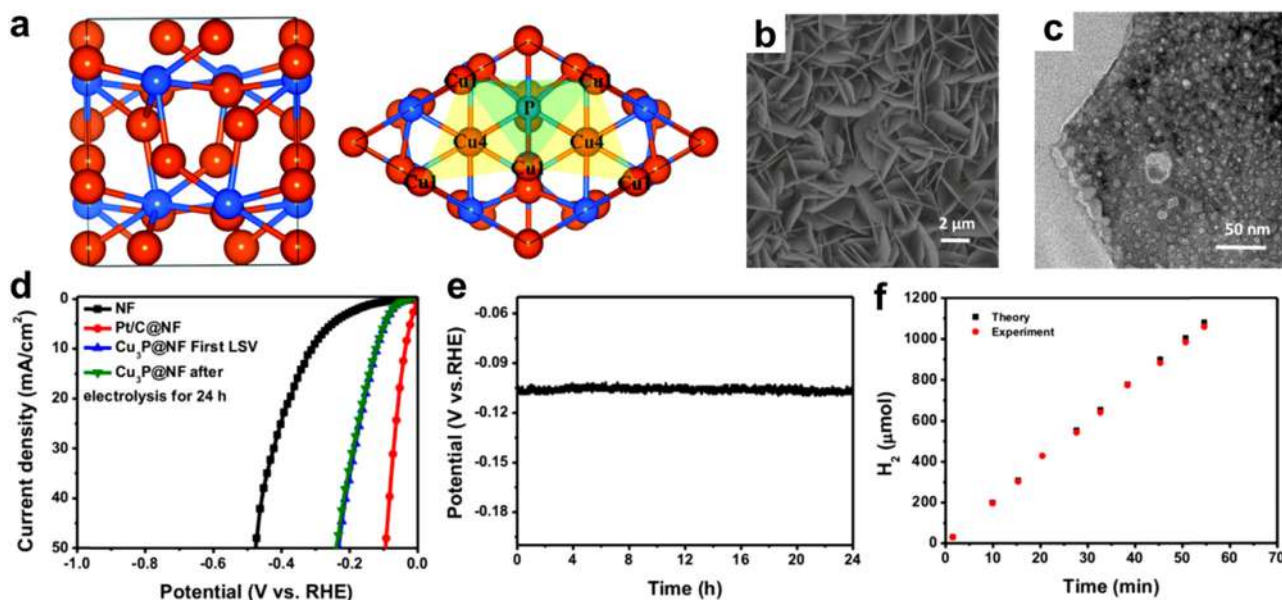 a
Cu1
Cu1
P
Cu4
Cu4
Cu1
Cu1
Cu1
b
2 µm
c
50 nm
d
NF
Pt/C@NF
Cu₃P@NF First LSV
Cu₃P@NF after
electrolysis for 24 h
Current density (mA/cm²)
0
10
20
30
40
50
-1.0
-0.8
-0.6
-0.4
-0.2
0.0
Potential (V vs. RHE)
e
Potential (V vs.RHE)
-0.06
-0.09
-0.12
-0.15
-0.18
0
4
8
12
16
20
24
Time (h)
f
Theory
Experiment
H₂ (µmol)
1200
1000
800
600
400
200
0
0
10
20
30
40
50
60
70
Time (min)